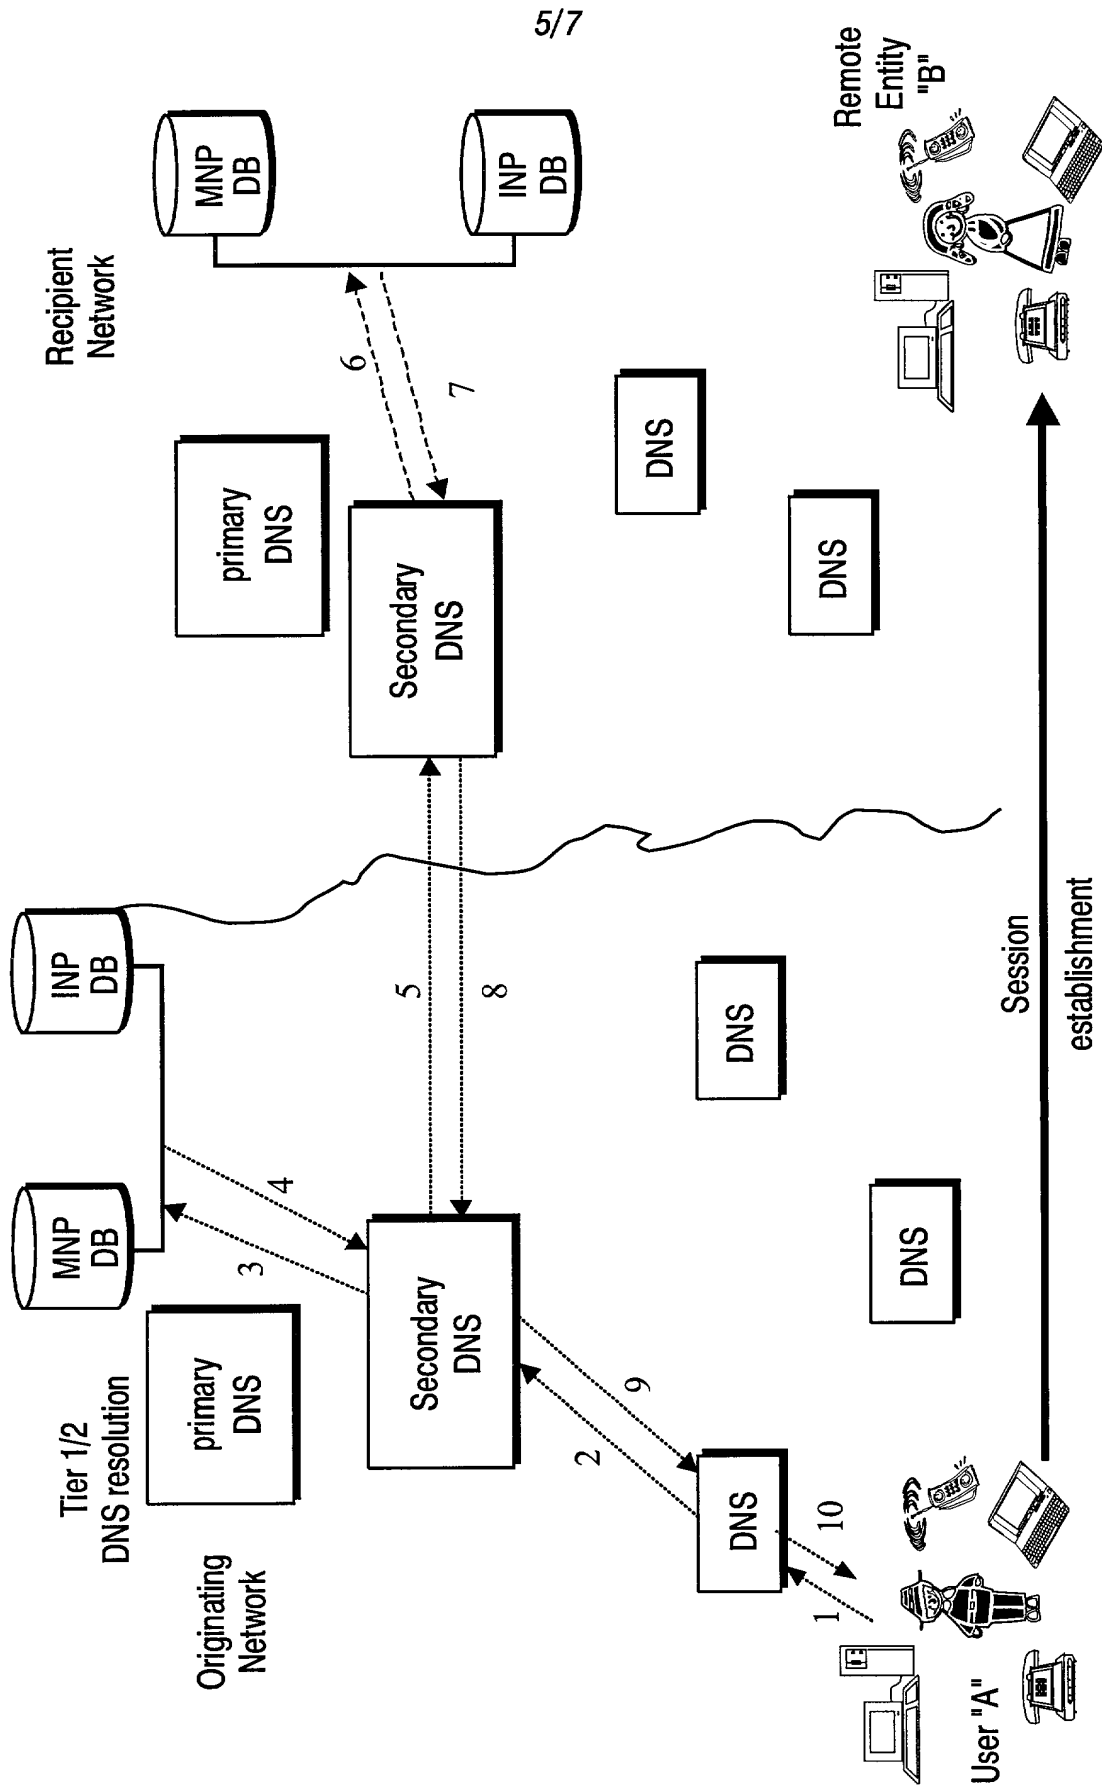 5/7
Tier 1/2
DNS resolution
Originating
Network
MNP
DB
INP
DB
primary
DNS
Secondary
DNS
3
4
5
8
2
9
DNS
1
10
DNS
DNS
User "A"
Recipient
Network
MNP
DB
INP
DB
primary
DNS
Secondary
DNS
6
7
DNS
DNS
Remote
Entity
"B"
Session
establishment